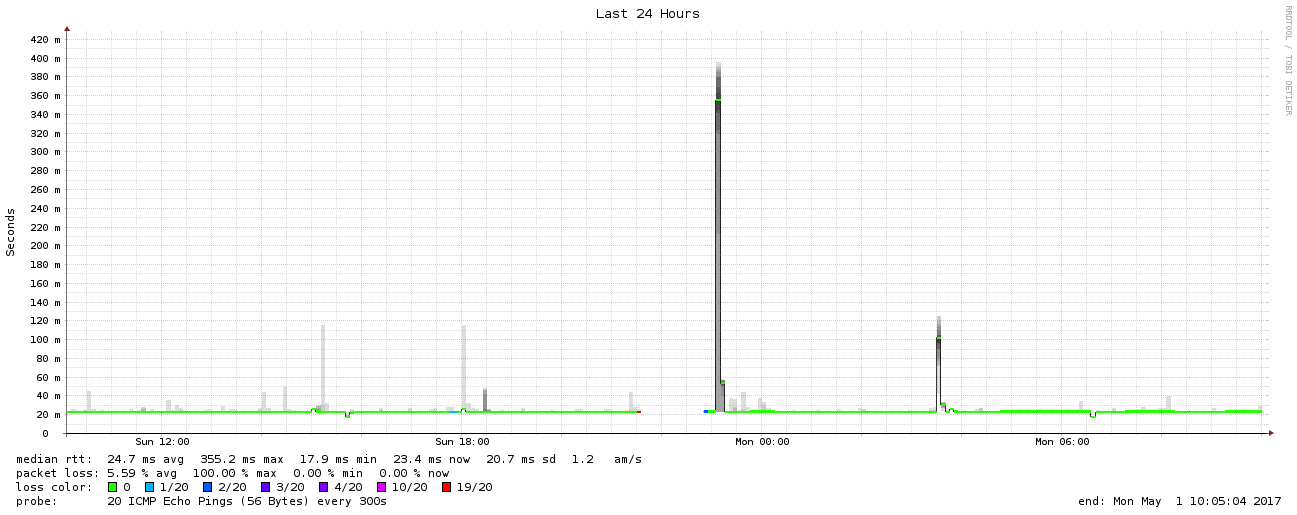 Last 24 Hours
RRDTOOL / TOBI OETIKER
Seconds
420 m
400 m
380 m
360 m
340 m
320 m
300 m
280 m
260 m
240 m
220 m
200 m
180 m
160 m
140 m
120 m
100 m
80 m
60 m
40 m
20 m
0
Sun 12:00 Sun 18:00 Mon 00:00 Mon 06:00
median rtt: 24.7 ms avg 355.2 ms max 17.9 ms min 23.4 ms now 20.7 ms sd 1.2 am/s
packet loss: 5.59 % avg 100.00 % max 0.00 % min 0.00 % now
loss color: 0 1/20 2/20 3/20 4/20 10/20 19/20
probe: 20 ICMP Echo Pings (56 Bytes) every 300s end: Mon May 1 10:05:04 2017